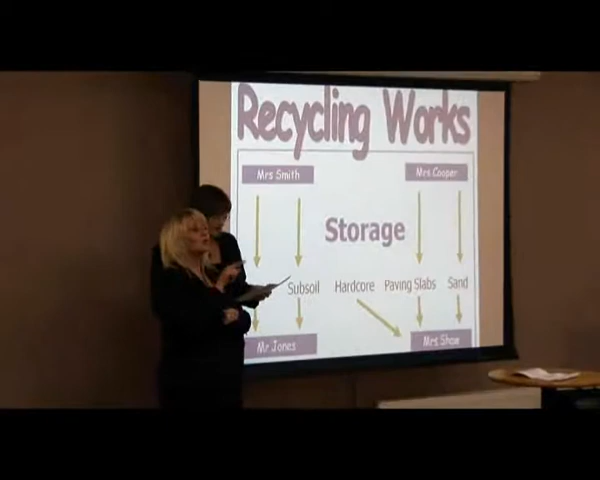 Recycling Works
Mrs Smith
Mrs Cooper
Storage
Subsoil Hardcore Paving Slabs Sand
Mr Jones
Mrs Shaw